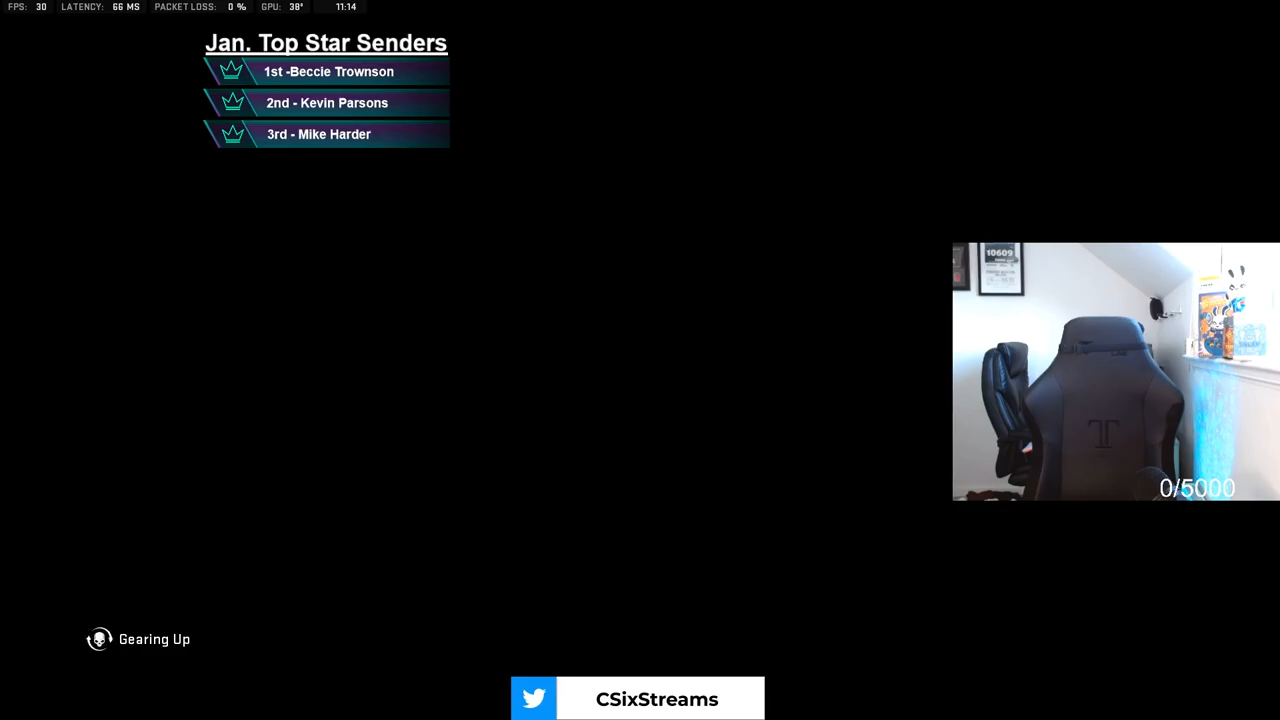 FPS: 30 LATENCY: 66 MS PACKET LOSS: 0 % GPU: 38° 11:14
Jan. Top Star Senders
1st -Beccie Trownson
2nd - Kevin Parsons
3rd - Mike Harder
10609
0/5000
Gearing Up
CSixStreams